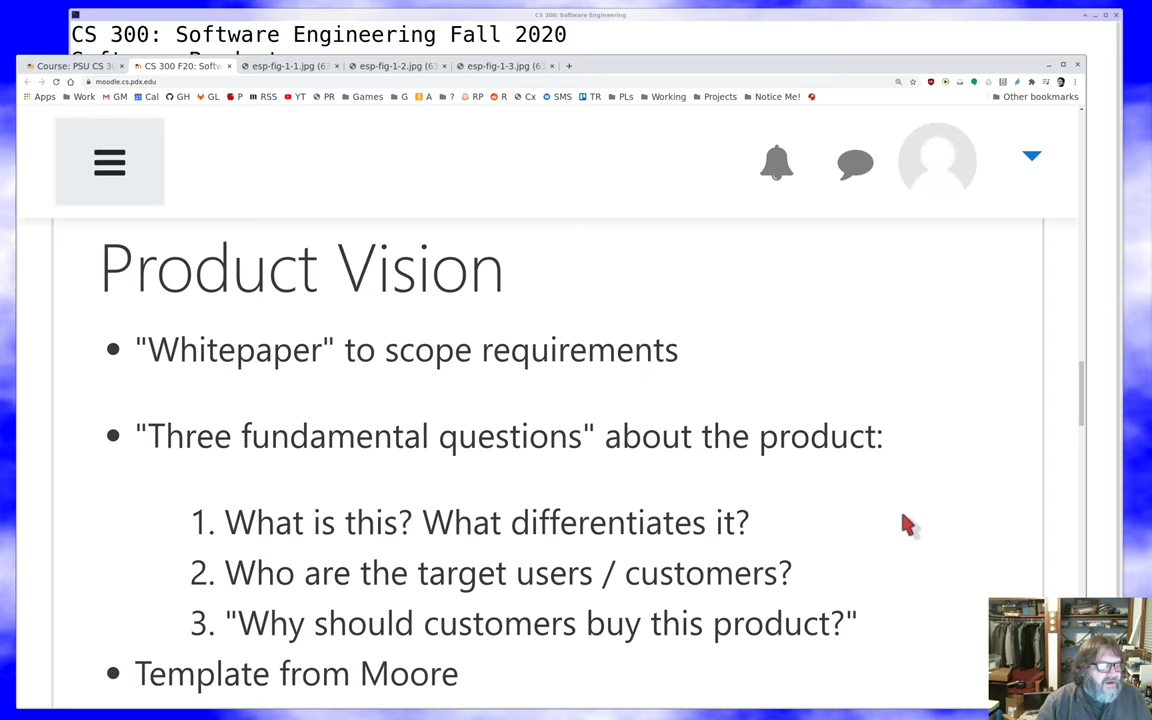 CS 300: Software Engineering
CS 300: Software Engineering Fall 2020
Course: PSU CS 3 CS 300 F20: Softw esp-fig-1-1.jpg (63 esp-fig-1-2.jpg (63 esp-fig-1-3.jpg (63
moodle.cs.pdx.edu
Apps Work GM Cal GH GL P RSS YT PR Games G A ? RP R Cx SMS TR PLs Working Projects Notice Me! Other bookmarks
Product Vision
• "Whitepaper" to scope requirements
• "Three fundamental questions" about the product:
1. What is this? What differentiates it?
2. Who are the target users / customers?
3. "Why should customers buy this product?"
• Template from Moore